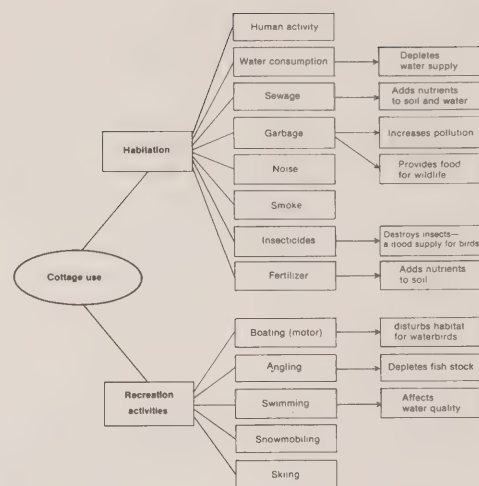 Human activity
Water consumption
Depletes
water supply
Sewage
Adds nutrients
to soil and water
Habitation
Garbage
Increases pollution
Noise
Provides food
for wildlife
Smoke
Insecticides
Destroys insects—
a food supply for birds
Fertilizer
Adds nutrients
to soil
Cottage use
Boating (motor)
disturbs habitat
for waterbirds
Angling
Depletes fish stock
Recreation
activities
Swimming
Affects
water quality
Snowmobiling
Skiing